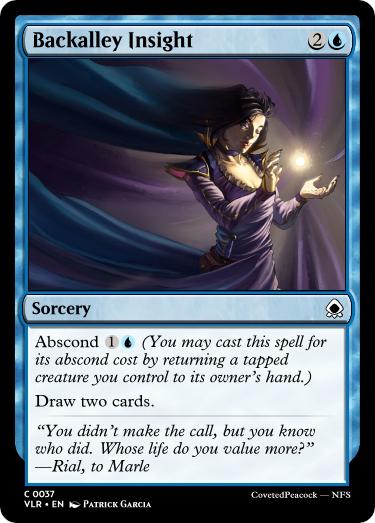 Backalley Insight 2
Sorcery
Abscond 1 (You may cast this spell for
its abscond cost by returning a tapped
creature you control to its owner's hand.)
Draw two cards.
"You didn't make the call, but you know
who did. Whose life do you value more?"
—Rial, to Marle
C 0037
VLR • EN Patrick Garcia
CovetedPeacock — NFS